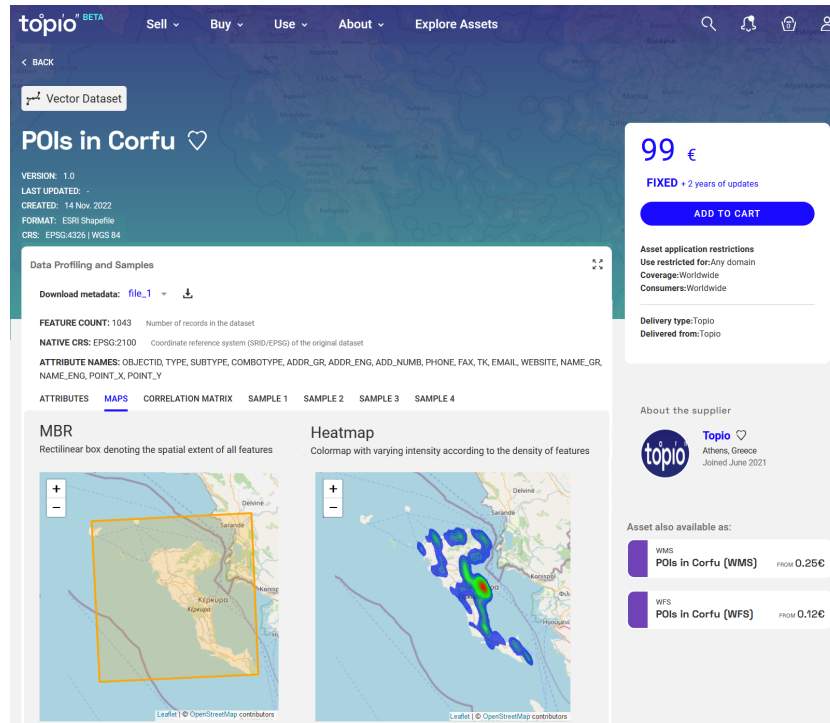 topio BETA
Sell Buy Use About Explore Assets
< BACK
Vector Dataset
POIs in Corfu
VERSION: 1.0
LAST UPDATED: -
CREATED: 14 Nov. 2022
FORMAT: ESRI Shapefile
CRS: EPSG:4326 | WGS 84
99 €
FIXED + 2 years of updates
ADD TO CART
Asset application restrictions
Use restricted for:Any domain
Coverage:Worldwide
Consumers:Worldwide
Delivery type:Topio
Delivered from:Topio
Data Profiling and Samples
Download metadata: file_1
FEATURE COUNT: 1043 Number of records in the dataset
NATIVE CRS: EPSG:2100 Coordinate reference system (SRID/EPSG) of the original dataset
ATTRIBUTE NAMES: OBJECTID, TYPE, SUBTYPE, COMBOTYPE, ADDR_GR, ADDR_ENG, ADD_NUMB, PHONE, FAX, TK, EMAIL, WEBSITE, NAME_GR,
NAME_ENG, POINT_X, POINT_Y
ATTRIBUTES MAPS CORRELATION MATRIX SAMPLE 1 SAMPLE 2 SAMPLE 3 SAMPLE 4
MBR
Rectilinear box denoting the spatial extent of all features
+
−
Delvinë
Sarandë
Konispol
Κέρκυρα
Κέρκυρα
Leaflet | © OpenStreetMap contributors
Heatmap
Colormap with varying intensity according to the density of features
+
−
Delvinë
Sarandë
Konispol
Leaflet | © OpenStreetMap contributors
About the supplier
topio
Topio
Athens, Greece
Joined June 2021
Asset also available as:
WMS
POIs in Corfu (WMS) FROM 0.25€
WFS
POIs in Corfu (WFS) FROM 0.12€